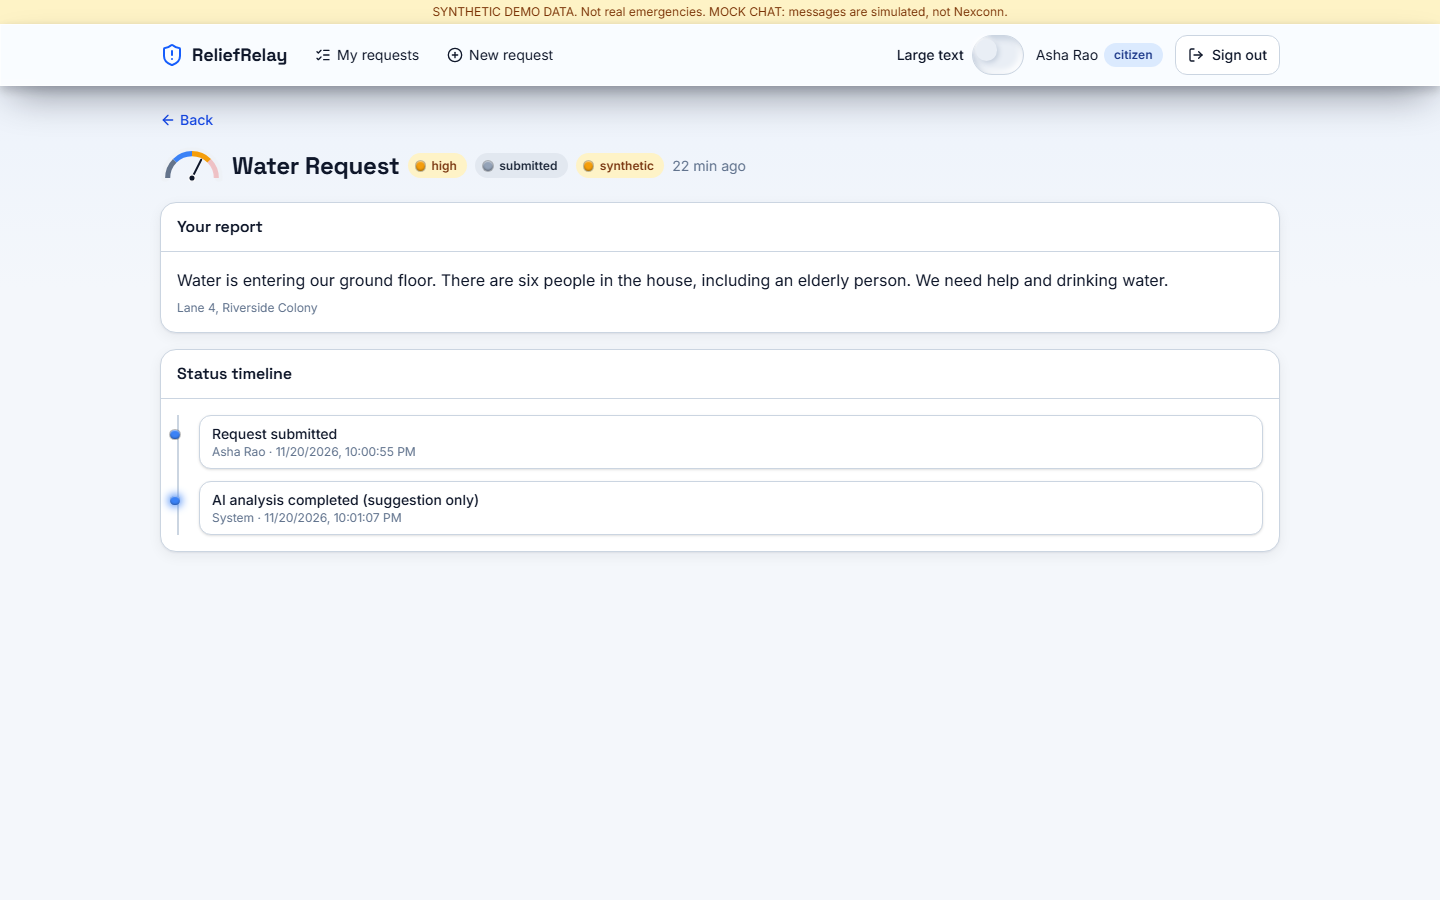 SYNTHETIC DEMO DATA. Not real emergencies. MOCK CHAT: messages are simulated, not Nexconn.
ReliefRelay
My requests
New request
Large text
Asha Rao
citizen
Sign out
Back
Water Request
high
submitted
synthetic
22 min ago
Your report
Water is entering our ground floor. There are six people in the house, including an elderly person. We need help and drinking water.
Lane 4, Riverside Colony
Status timeline
Request submitted
Asha Rao · 11/20/2026, 10:00:55 PM
AI analysis completed (suggestion only)
System · 11/20/2026, 10:01:07 PM